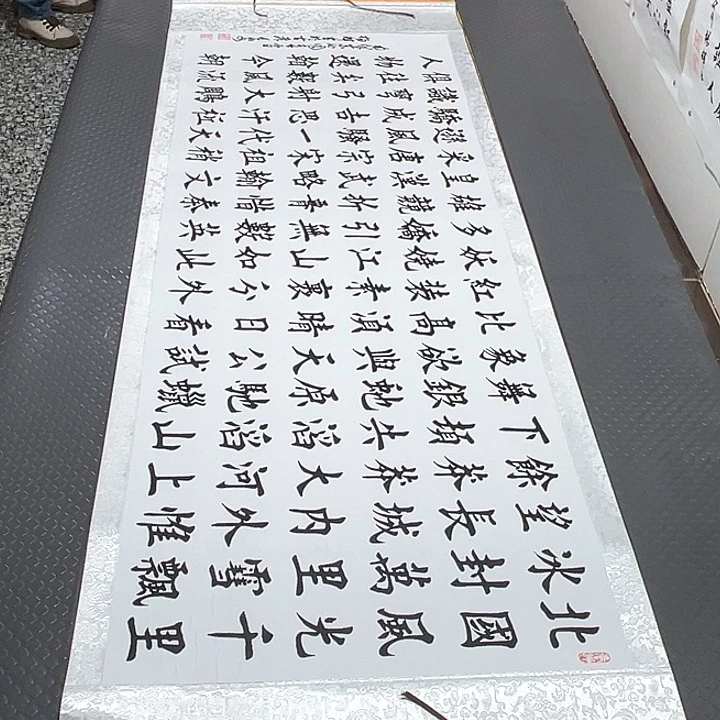 北國風光千里
冰封萬里雪飄
望長城內外惟
餘莽莽大河上
下頓失滔滔山
舞銀蛇原馳蠟
象欲與天公試
比高須晴日看
紅裝素裹今外
妖嬈江山如此
多嬌引無數英
雄競折腰惜秦
皇漢武略輸文
采唐宗宋祖稍
遜風騷一代天
驕成吉思汗祇
識彎弓射大鵰
俱往矣數風流
人物還看今朝